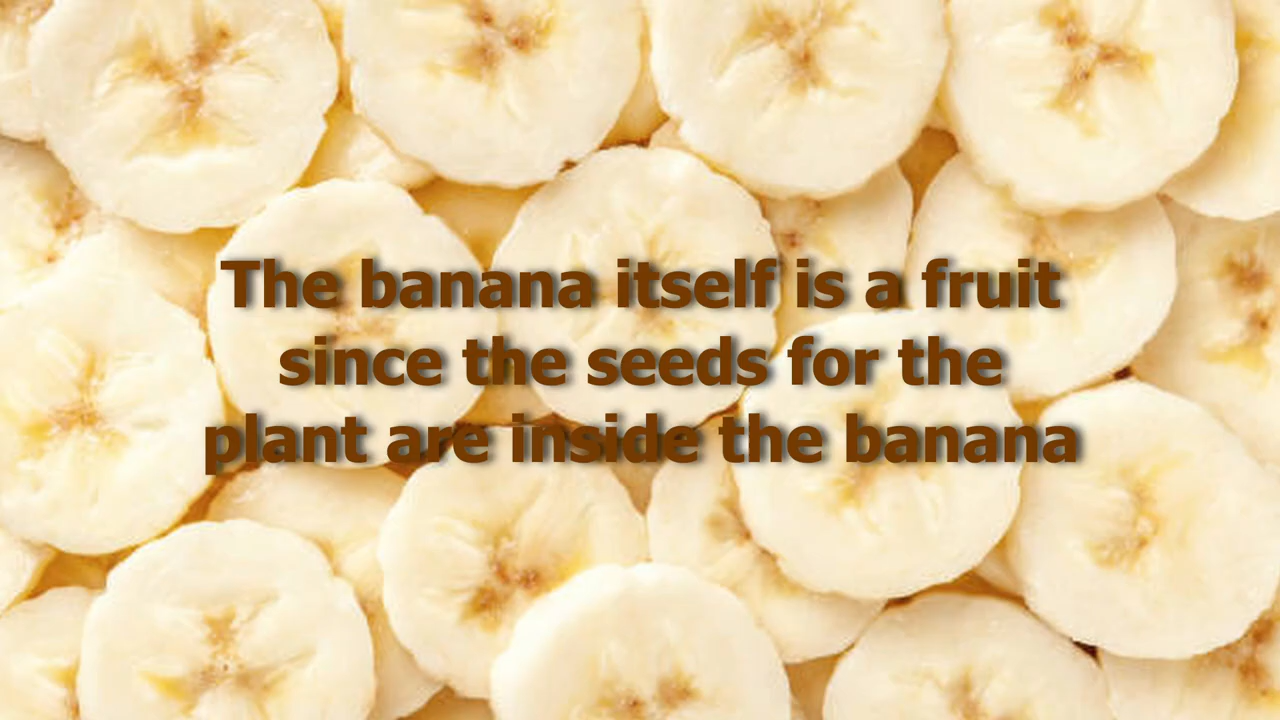 The banana itself is a fruit
since the seeds for the
plant are inside the banana